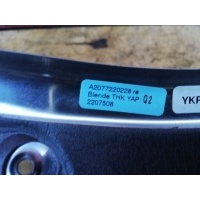 A2077220228 re
Blende THK YAP Q2
2207508
YKF